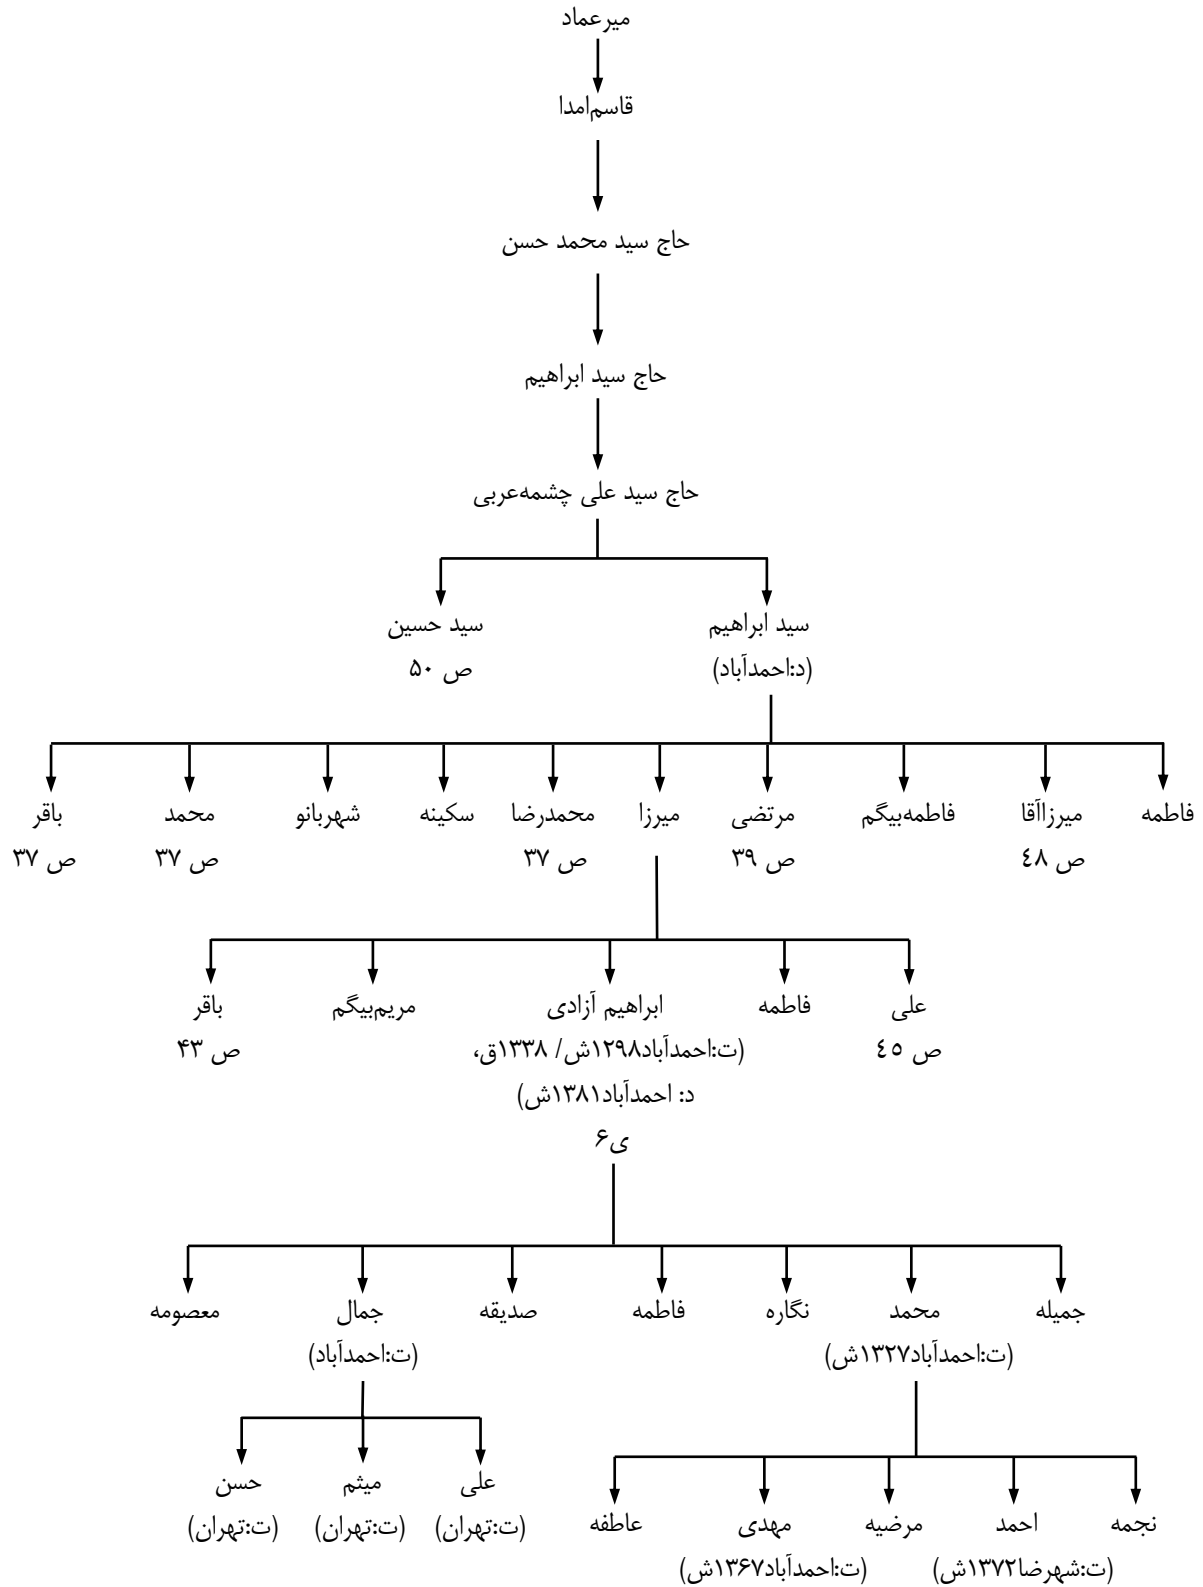 میرعماد
قاسم‌امدا
حاج سید محمد حسن
حاج سید ابراهیم
حاج سید علی چشمه‌عربی
سید ابراهیم
(د:احمدآباد)
سید حسین
ص ۵۰
فاطمه
میرزاآقا
ص ٤٨
فاطمه‌بیگم
مرتضی
ص ۳۹
میرزا
محمدرضا
ص ۳۷
سکینه
شهربانو
محمد
ص ۳۷
باقر
ص ۳۷
علی
ص ٤٥
فاطمه
ابراهیم آزادی
(ت:احمدآباد۱۲۹۸ش/ ۱۳۳۸ق،
د: احمدآباد۱۳۸۱ش)
ی۶
مریم‌بیگم
باقر
ص ۴۳
جمیله
محمد
(ت:احمدآباد۱۳۲۷ش)
نگاره
فاطمه
صدیقه
جمال
(ت:احمدآباد)
معصومه
علی
(ت:تهران)
میثم
(ت:تهران)
حسن
(ت:تهران)
نجمه
احمد
(ت:شهرضا۱۳۷۲ش)
مرضیه
مهدی
(ت:احمدآباد۱۳۶۷ش)
عاطفه